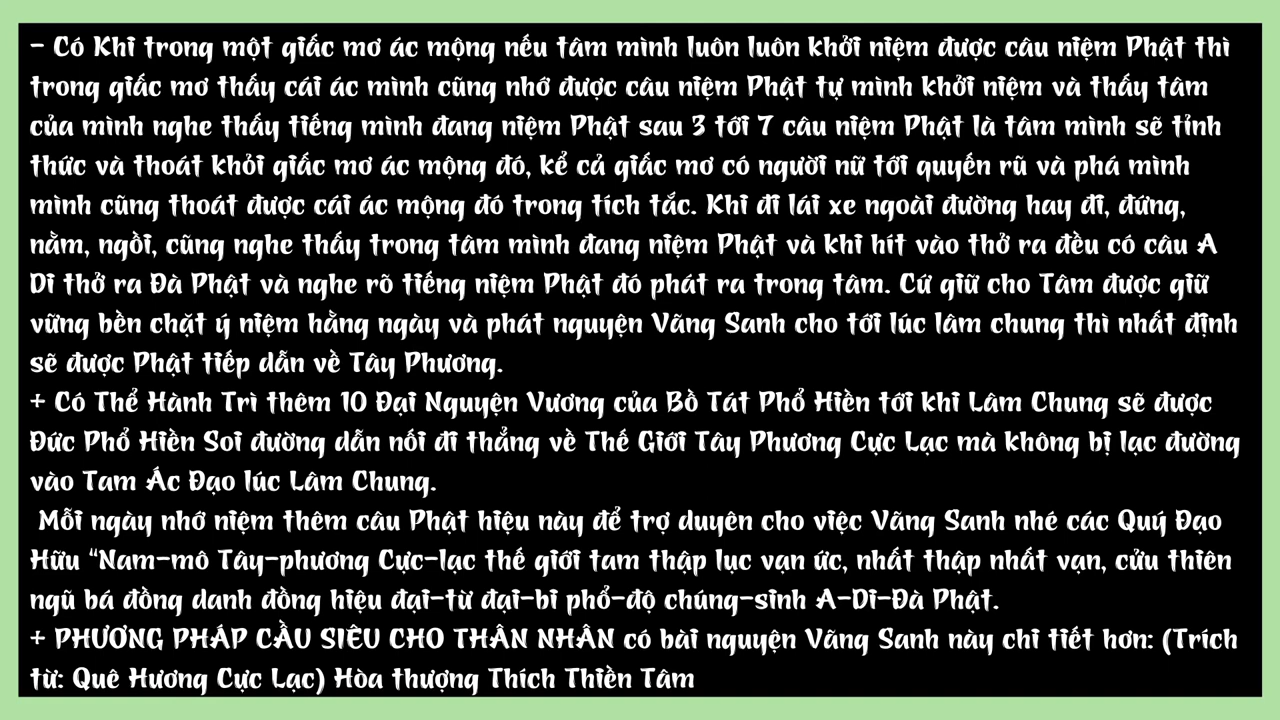 - Có Khi trong một giấc mơ ác mộng nếu tâm mình luôn luôn khởi niệm được câu niệm Phật thì
trong giấc mơ thấy cái ác mình cũng nhớ được câu niệm Phật tự mình khởi niệm và thấy tâm
của mình nghe thấy tiếng mình đang niệm Phật sau 3 tới 7 câu niệm Phật là tâm mình sẽ tỉnh
thức và thoát khỏi giấc mơ ác mộng đó, kể cả giấc mơ có người nữ tới quyến rũ và phá mình
mình cũng thoát được cái ác mộng đó trong tích tắc. Khi đi lái xe ngoài đường hay đi, đứng,
nằm, ngồi, cũng nghe thấy trong tâm mình đang niệm Phật và khi hít vào thở ra đều có câu A
Di thở ra Đà Phật và nghe rõ tiếng niệm Phật đó phát ra trong tâm. Cứ giữ cho Tâm được giữ
vững bền chặt ý niệm hằng ngày và phát nguyện Vãng Sanh cho tới lúc lâm chung thì nhất định
sẽ được Phật tiếp dẫn về Tây Phương.
+ Có Thể Hành Trì thêm 10 Đại Nguyện Vương của Bồ Tát Phổ Hiền tới khi Lâm Chung sẽ được
Đức Phổ Hiền Soi đường dẫn nối đi thẳng về Thế Giới Tây Phương Cực Lạc mà không bị lạc đường
vào Tam Ác Đạo lúc Lâm Chung.
Mỗi ngày nhớ niệm thêm câu Phật hiệu này để trợ duyên cho việc Vãng Sanh nhé các Quý Đạo
Hữu "Nam-mô Tây-phương Cực-lạc thế giới tam thập lục vạn ức, nhất thập nhất vạn, cửu thiên
ngũ bá đồng danh đồng hiệu đại-từ đại-bi phổ-độ chúng-sinh A-Di-Đà Phật.
+ PHƯƠNG PHÁP CẦU SIÊU CHO THÂN NHÂN có bài nguyện Vãng Sanh này chi tiết hơn: (Trích
từ: Quê Hương Cực Lạc) Hòa thượng Thích Thiền Tâm